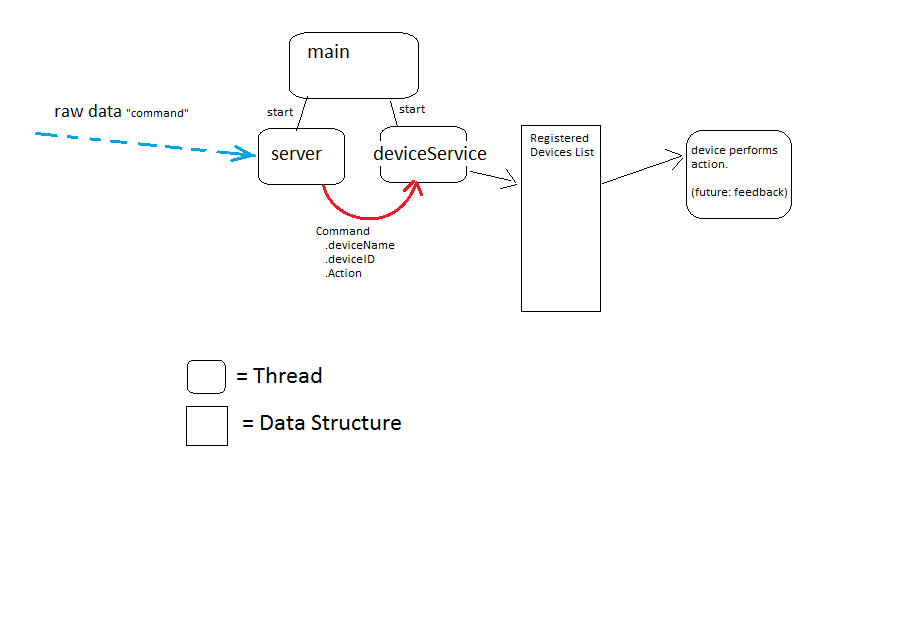 main
raw data "command"
start
start
server
deviceService
Registered
Devices List
device performs
action.
(future: feedback)
Command
.deviceName
.deviceID
.Action
= Thread
= Data Structure